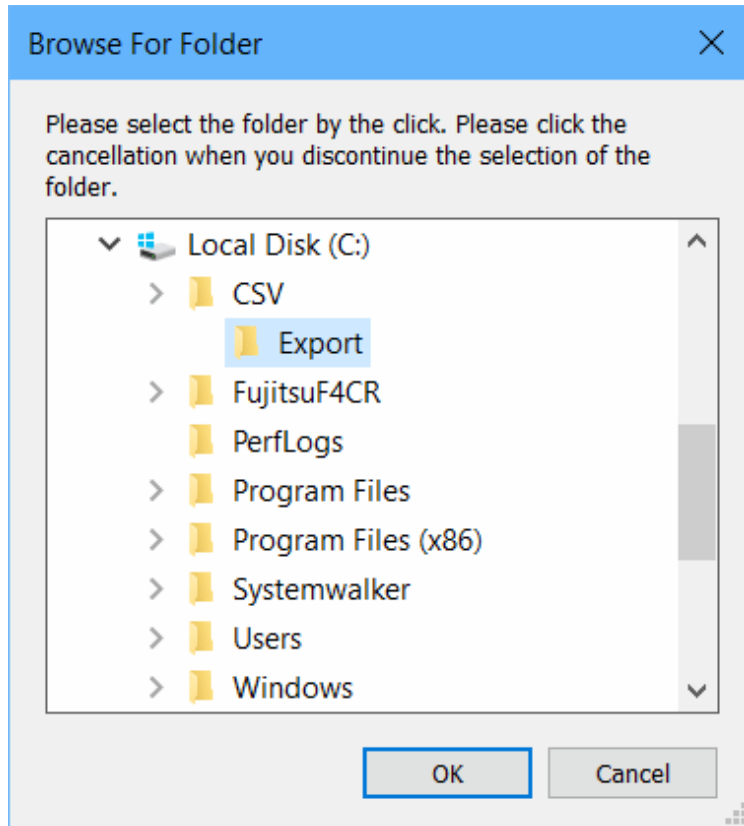 Browse For Folder
Please select the folder by the click. Please click the
cancellation when you discontinue the selection of the
folder.
Local Disk (C:)
CSV
Export
FujitsuF4CR
PerfLogs
Program Files
Program Files (x86)
Systemwalker
Users
Windows
OK
Cancel